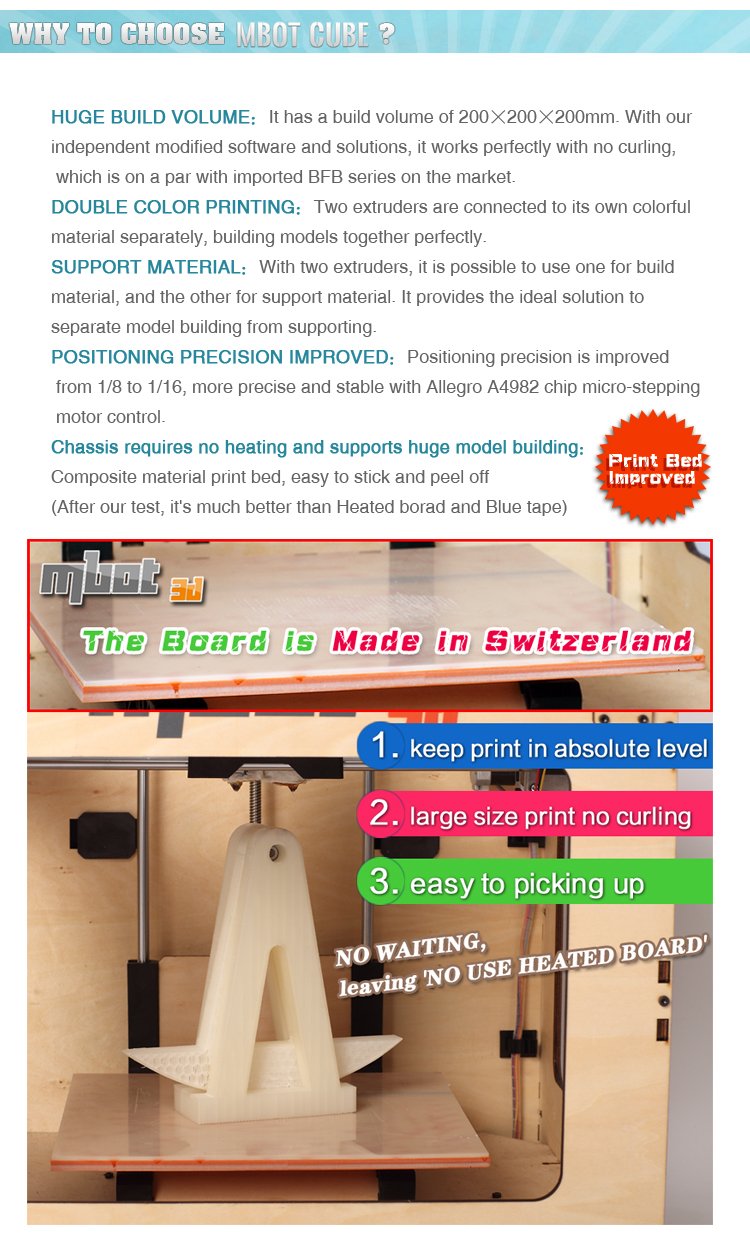 WHY TO CHOOSE MBOT CUBE ?
HUGE BUILD VOLUME: It has a build volume of 200×200×200mm. With our
independent modified software and solutions, it works perfectly with no curling,
which is on a par with imported BFB series on the market.
DOUBLE COLOR PRINTING: Two extruders are connected to its own colorful
material separately, building models together perfectly.
SUPPORT MATERIAL: With two extruders, it is possible to use one for build
material, and the other for support material. It provides the ideal solution to
separate model building from supporting.
POSITIONING PRECISION IMPROVED: Positioning precision is improved
from 1/8 to 1/16, more precise and stable with Allegro A4982 chip micro-stepping
motor control.
Chassis requires no heating and supports huge model building:
Composite material print bed, easy to stick and peel off
(After our test, it's much better than Heated borad and Blue tape)
Print Bed
Improved
mbot 3d
The Board is Made in Switzerland
1. keep print in absolute level
2. large size print no curling
3. easy to picking up
NO WAITING,
leaving 'NO USE HEATED BOARD'